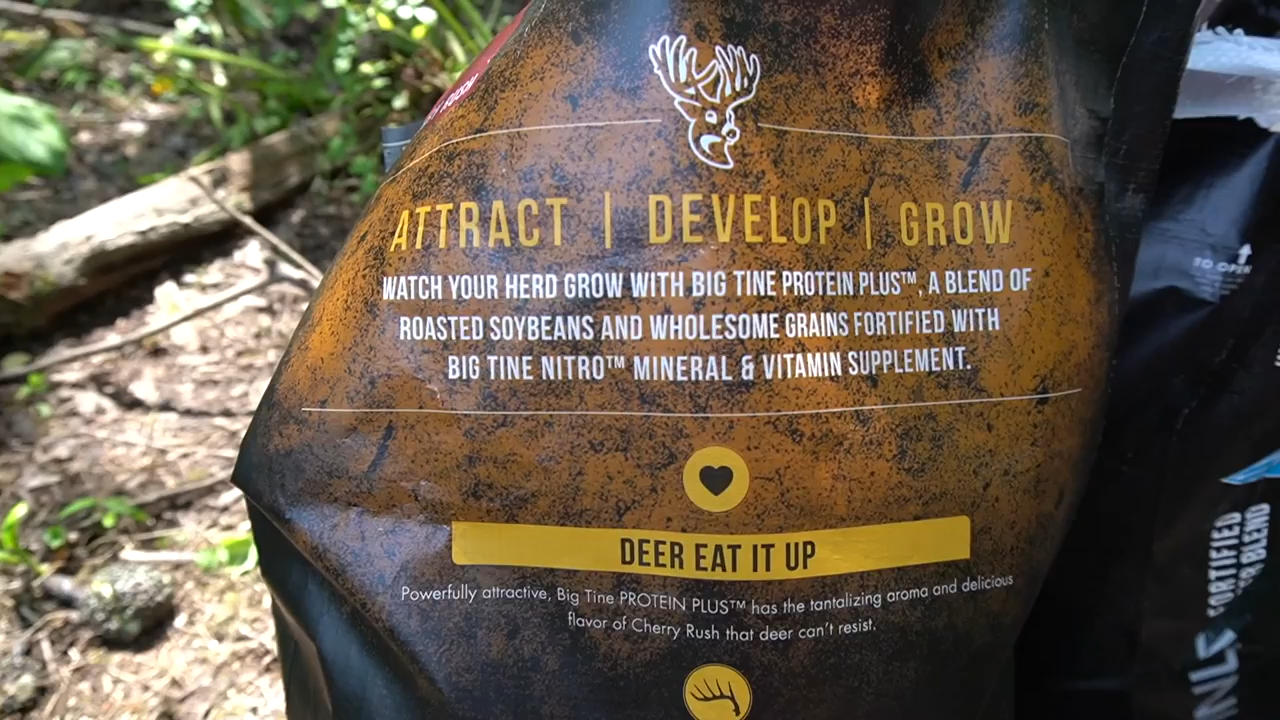 ATTRACT | DEVELOP | GROW
WATCH YOUR HERD GROW WITH BIG TINE PROTEIN PLUS™, A BLEND OF
ROASTED SOYBEANS AND WHOLESOME GRAINS FORTIFIED WITH
BIG TINE NITRO™ MINERAL & VITAMIN SUPPLEMENT.
DEER EAT IT UP
Powerfully attractive, Big Tine PROTEIN PLUS™ has the tantalizing aroma and delicious
flavor of Cherry Rush that deer can't resist.
TO OPEN
FORTIFIED
BLEND